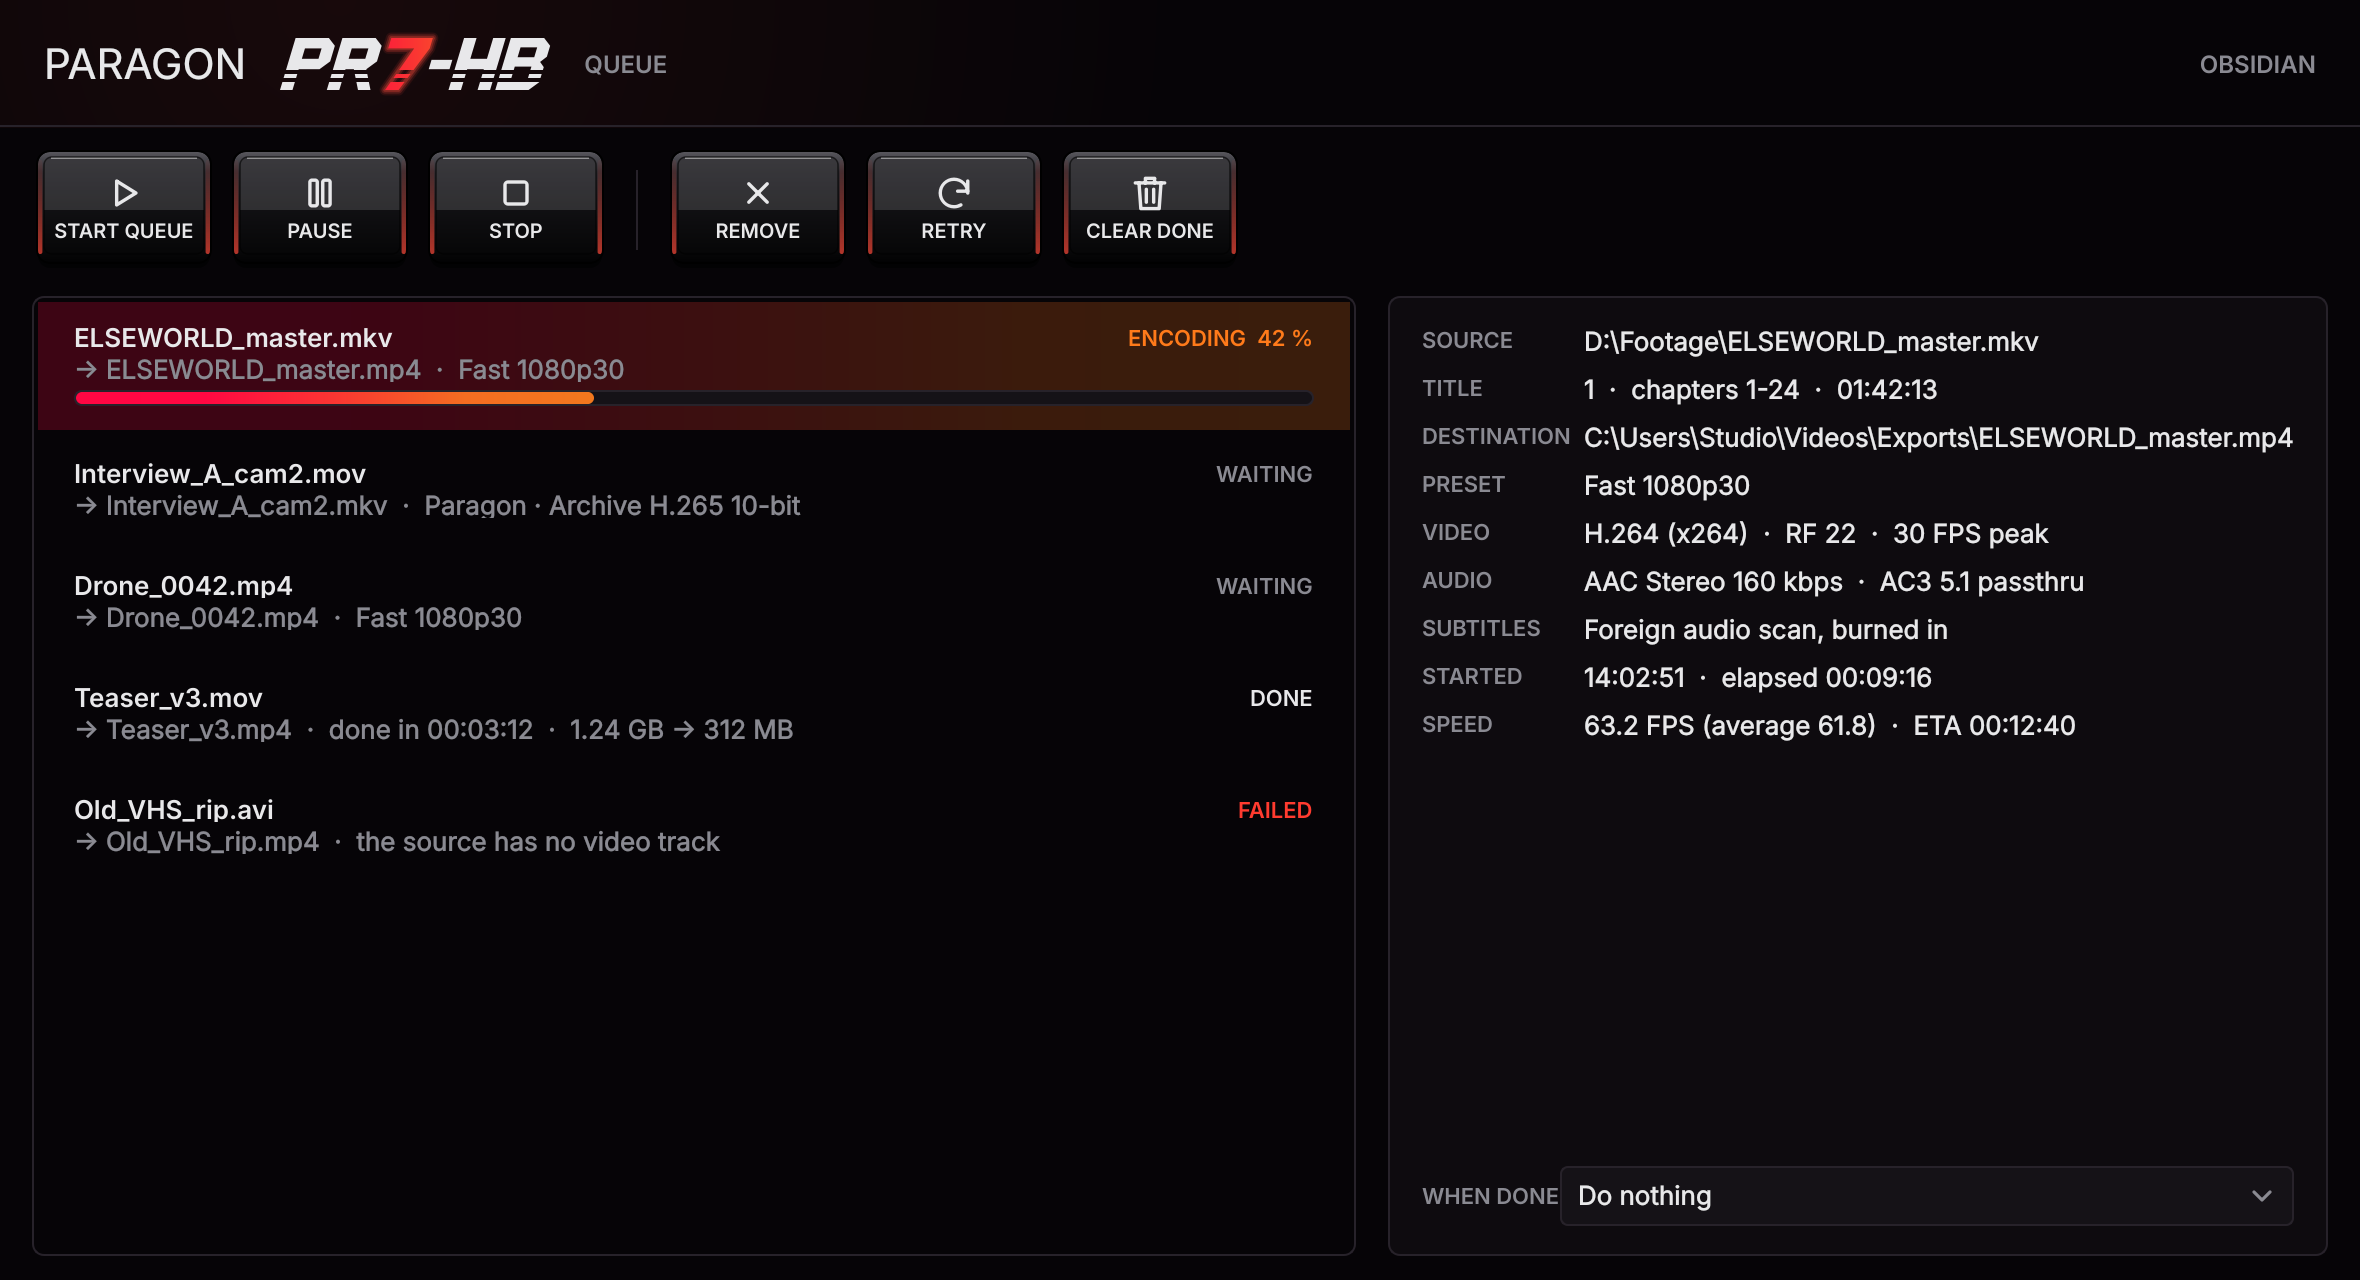 PARAGON PR7-HB QUEUE OBSIDIAN
START QUEUE PAUSE STOP REMOVE RETRY CLEAR DONE
ELSEWORLD_master.mkv ENCODING 42 %
→ ELSEWORLD_master.mp4 · Fast 1080p30
Interview_A_cam2.mov WAITING
→ Interview_A_cam2.mkv · Paragon · Archive H.265 10-bit
Drone_0042.mp4 WAITING
→ Drone_0042.mp4 · Fast 1080p30
Teaser_v3.mov DONE
→ Teaser_v3.mp4 · done in 00:03:12 · 1.24 GB → 312 MB
Old_VHS_rip.avi FAILED
→ Old_VHS_rip.mp4 · the source has no video track
SOURCE D:\Footage\ELSEWORLD_master.mkv
TITLE 1 · chapters 1-24 · 01:42:13
DESTINATION C:\Users\Studio\Videos\Exports\ELSEWORLD_master.mp4
PRESET Fast 1080p30
VIDEO H.264 (x264) · RF 22 · 30 FPS peak
AUDIO AAC Stereo 160 kbps · AC3 5.1 passthru
SUBTITLES Foreign audio scan, burned in
STARTED 14:02:51 · elapsed 00:09:16
SPEED 63.2 FPS (average 61.8) · ETA 00:12:40
WHEN DONE Do nothing